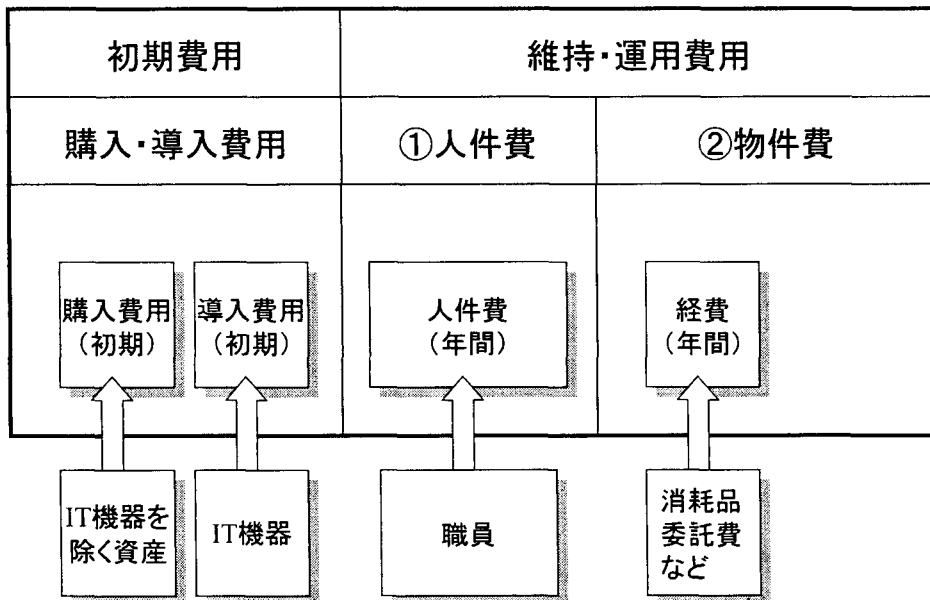 初期費用
維持・運用費用
購入・導入費用
①人件費
②物件費
購入費用
(初期)
導入費用
(初期)
人件費
(年間)
経費
(年間)
IT機器を
除く資産
IT機器
職員
消耗品
委託費
など